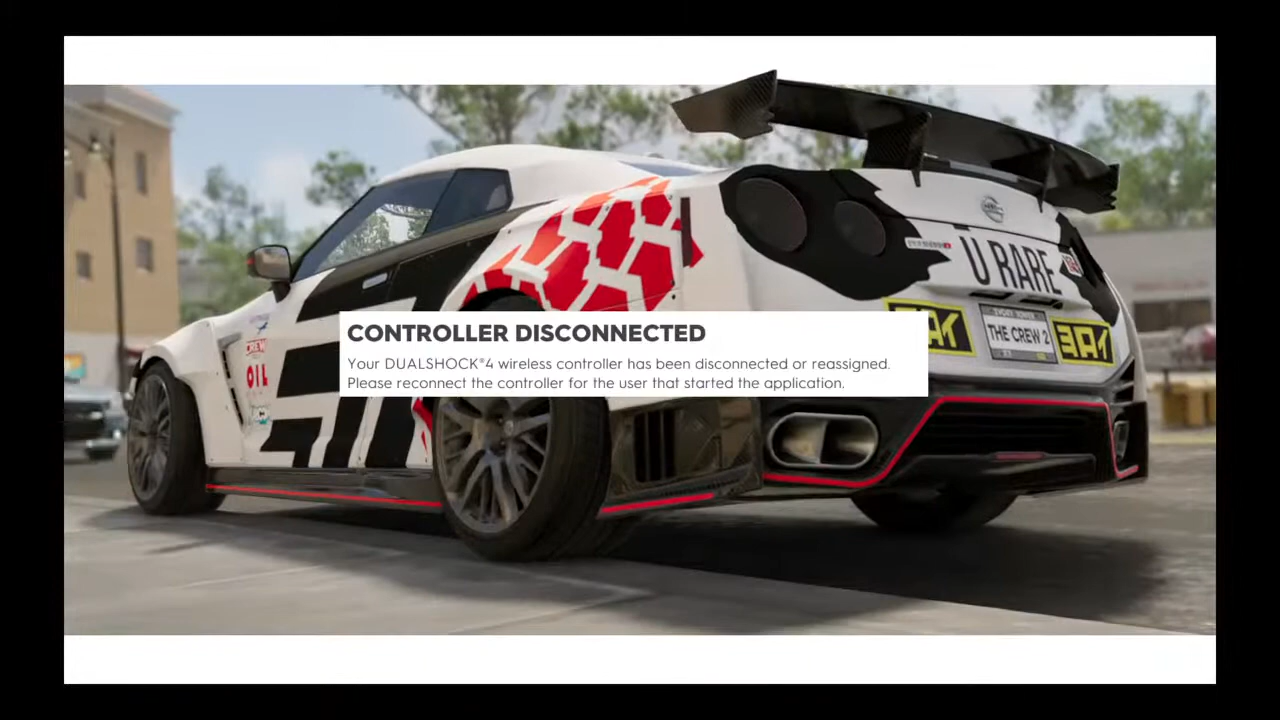 CONTROLLER DISCONNECTED
Your DUALSHOCK®4 wireless controller has been disconnected or reassigned.
Please reconnect the controller for the user that started the application.
U RARE
THE CREW 2
CREW
OIL